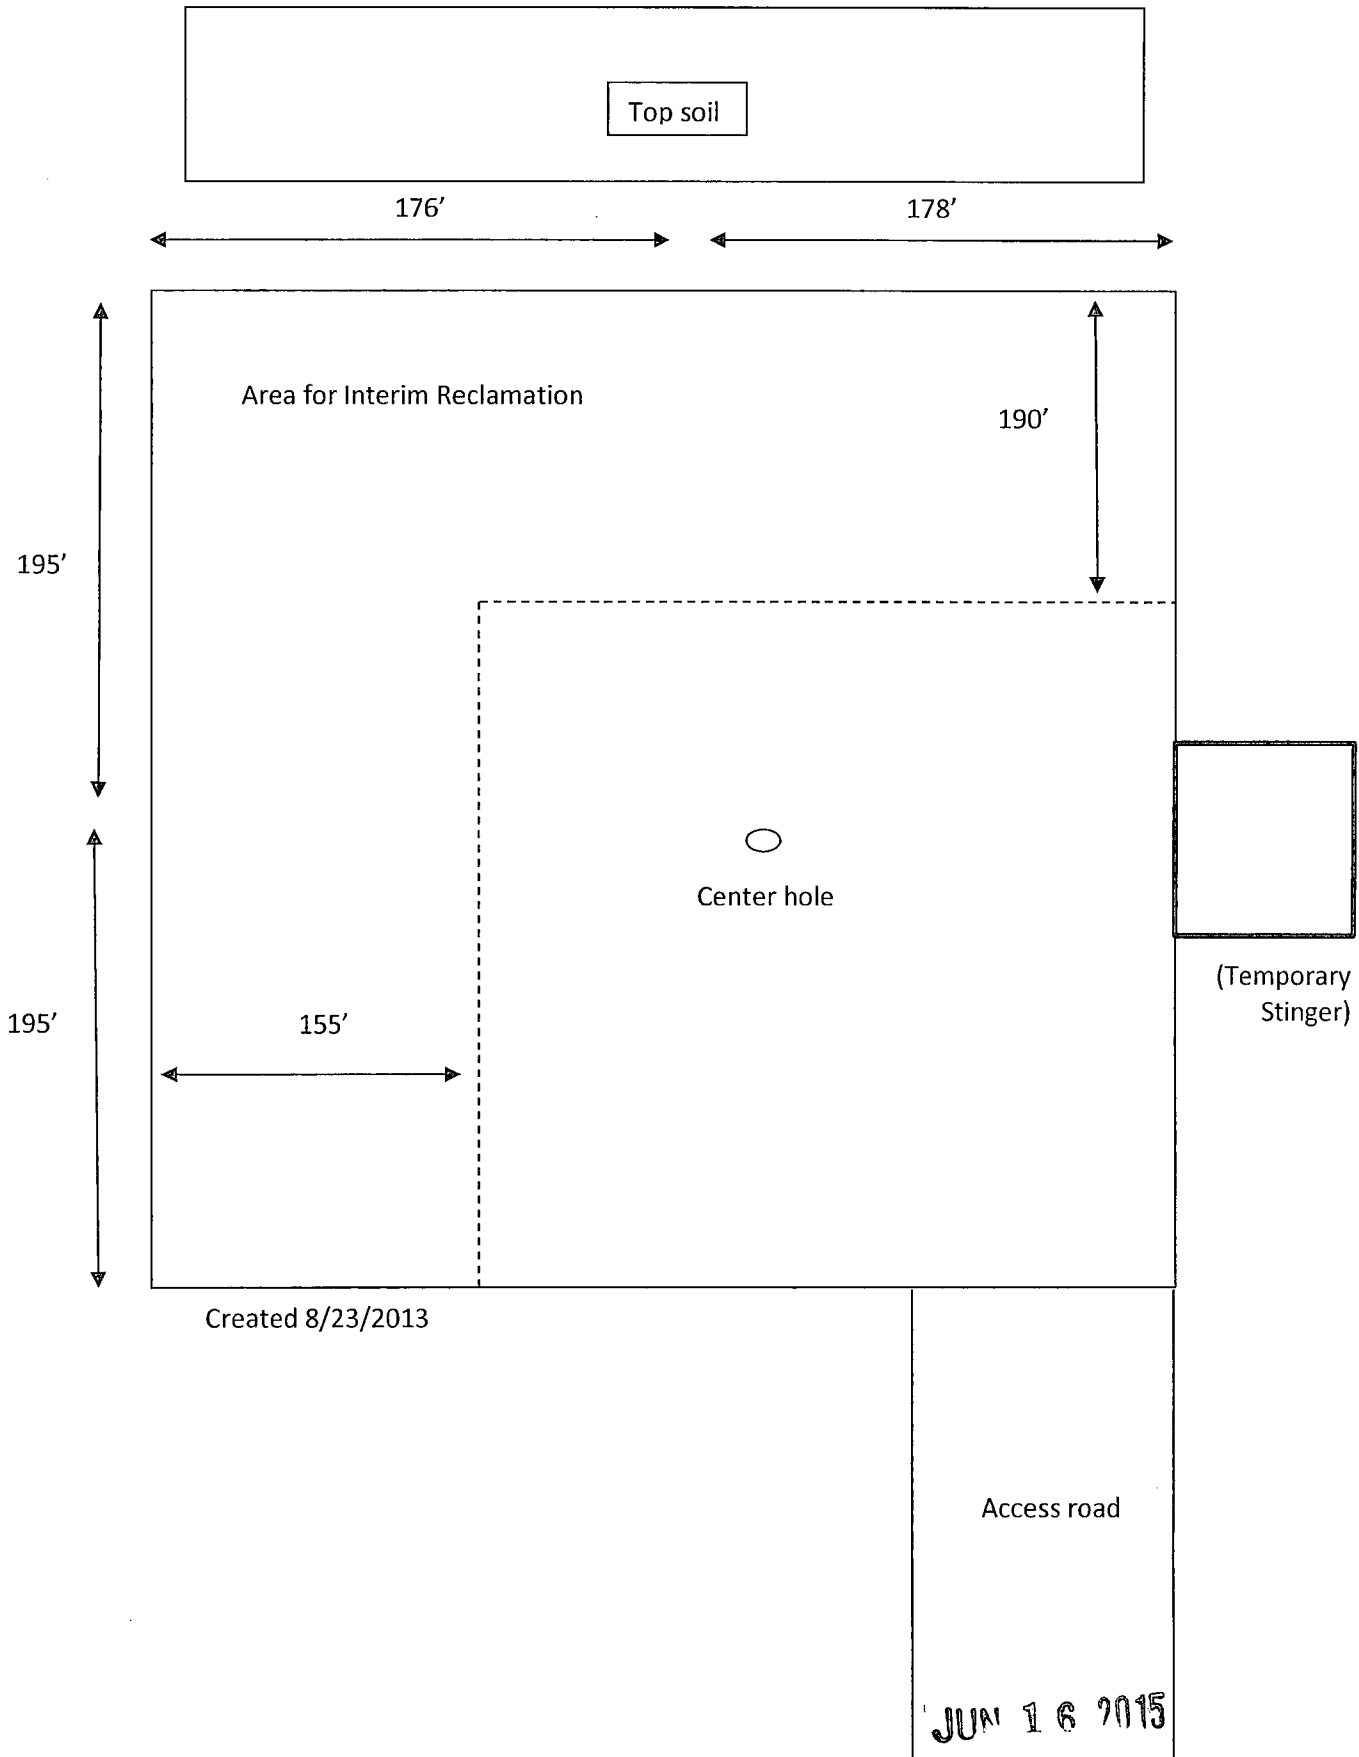 Top soil
176’
178’
Area for Interim Reclamation
190’
195’
Center hole
(Temporary
Stinger)
195’
155’
Created 8/23/2013
Access road
JUN 16 2015